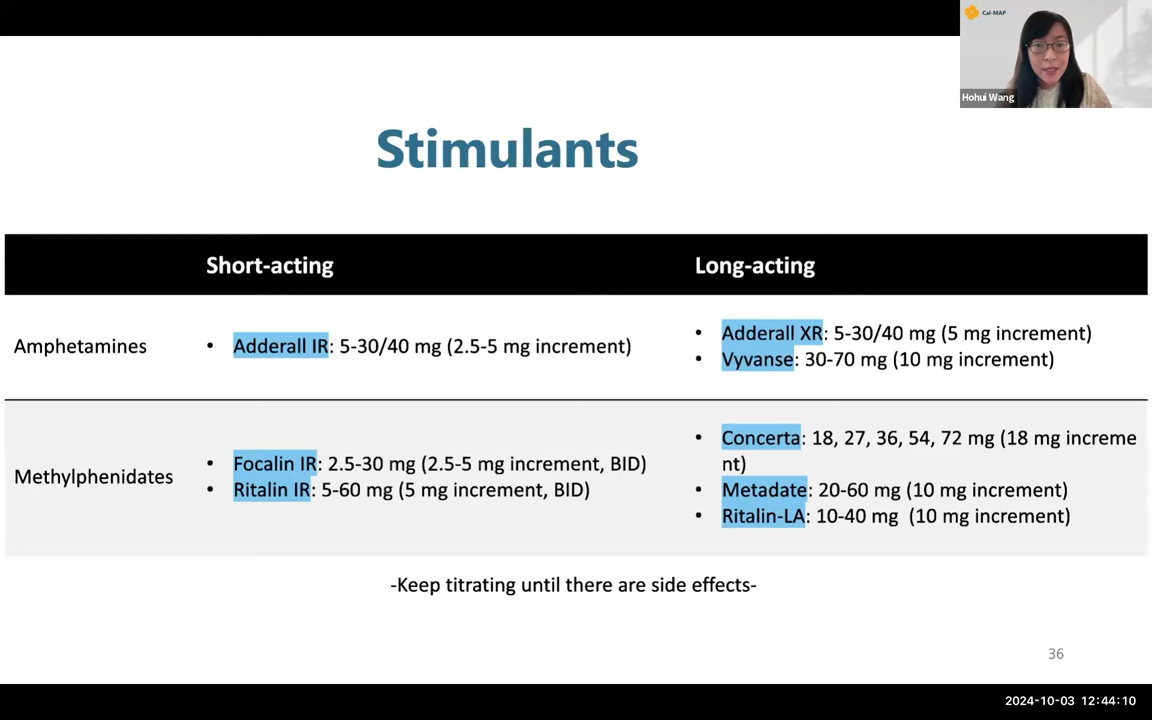 Cal-MAP
Hohui Wang
Stimulants
Short-acting
Long-acting
Amphetamines
• Adderall IR: 5-30/40 mg (2.5-5 mg increment)
• Adderall XR: 5-30/40 mg (5 mg increment)
• Vyvanse: 30-70 mg (10 mg increment)
Methylphenidates
• Focalin IR: 2.5-30 mg (2.5-5 mg increment, BID)
• Ritalin IR: 5-60 mg (5 mg increment, BID)
• Concerta: 18, 27, 36, 54, 72 mg (18 mg increme
nt)
• Metadate: 20-60 mg (10 mg increment)
• Ritalin-LA: 10-40 mg  (10 mg increment)
-Keep titrating until there are side effects-
36
2024-10-03 12:44:10